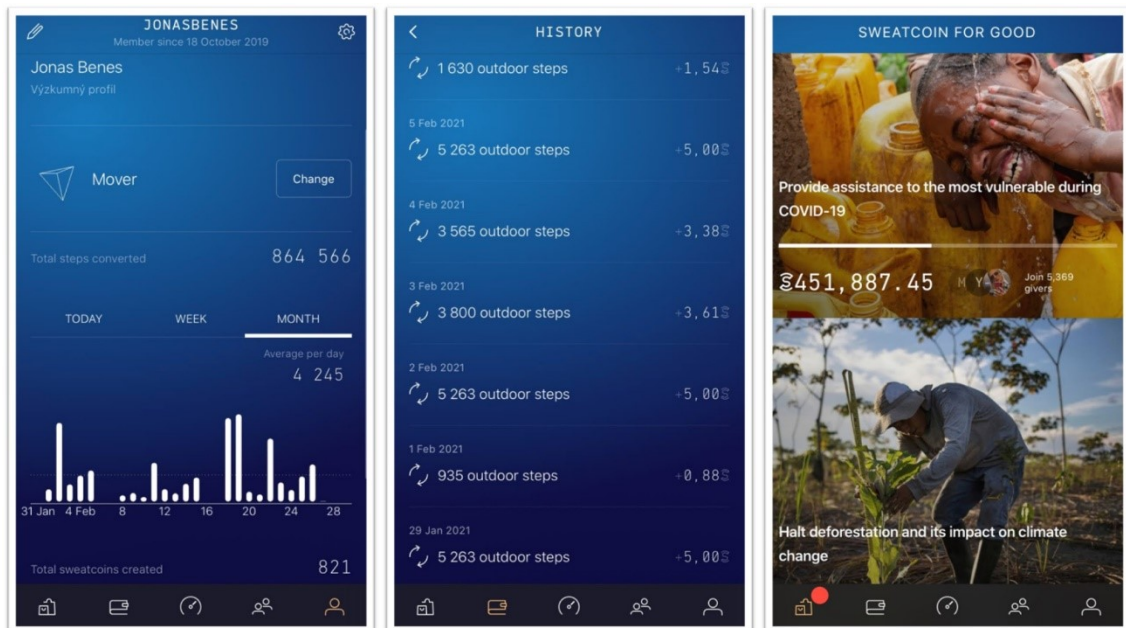 JONASBENES
Member since 18 October 2019
Jonas Benes
Výzkumný profil
Mover
Change
Total steps converted
864 566
TODAY WEEK MONTH
Average per day
4 245
31 Jan 4 Feb 8 12 16 20 24 28
Total sweatcoins created
821
HISTORY
1 630 outdoor steps +1,54
5 Feb 2021
5 263 outdoor steps +5,00
4 Feb 2021
3 565 outdoor steps +3,38
3 Feb 2021
3 800 outdoor steps +3,61
2 Feb 2021
5 263 outdoor steps +5,00
1 Feb 2021
935 outdoor steps +0,88
29 Jan 2021
5 263 outdoor steps +5,00
SWEATCOIN FOR GOOD
Provide assistance to the most vulnerable during
COVID-19
451,887.45
M Y
Join 5,369
givers
Halt deforestation and its impact on climate
change